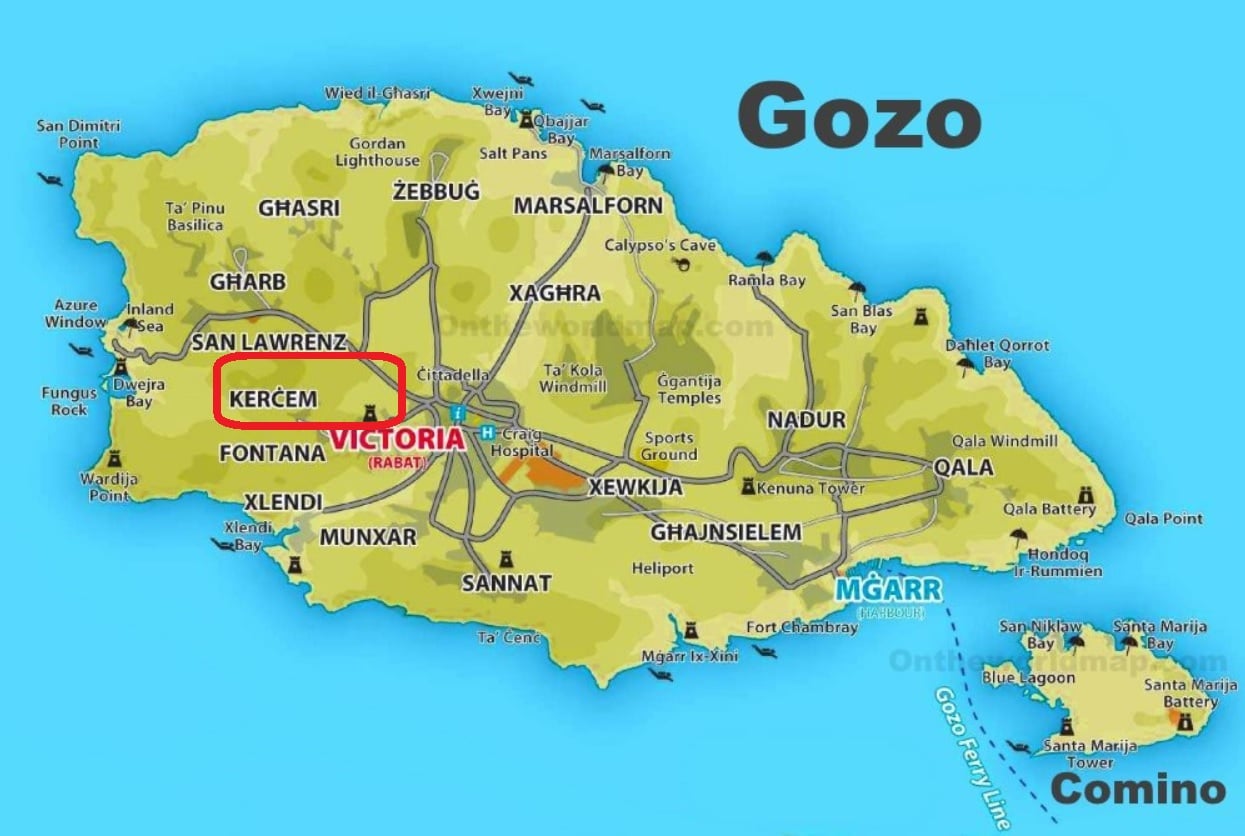 Gozo
Wied il-Għasri
Xwejni
Bay
Qbajjar
Bay
San Dimitri
Point
Gordan
Lighthouse
Salt Pans
Marsalforn
Bay
ŻEBBUĠ
MARSALFORN
Ta' Pinu
Basilica
GĦASRI
Calypso's Cave
GĦARB
XAGĦRA
Ramla Bay
Azure
Window
Inland
Sea
San Blas
Bay
Ontheworldmap.com
SAN LAWRENZ
Daħlet Qorrot
Bay
Fungus
Rock
Dwejra
Bay
Ċittadella
Ta' Kola
Windmill
Ġgantija
Temples
KERĊEM
i
NADUR
VICTORIA
(RABAT)
H
Craig
Hospital
Sports
Ground
Qala Windmill
FONTANA
QALA
Wardija
Point
XEWKIJA
Kenuna Tower
XLENDI
Qala Battery
Qala Point
Xlendi
Bay
MUNXAR
GĦAJNSIELEM
Ħondoq
Ir-Rummien
SANNAT
Heliport
MĠARR
(HARBOUR)
Ta' Ċenċ
Fort Chambray
Mġarr Ix-Xini
San Niklaw
Bay
Santa Marija
Bay
Ontheworldmap.com
Blue Lagoon
Santa Marija
Battery
Gozo Ferry Line
Santa Marija
Tower
Comino